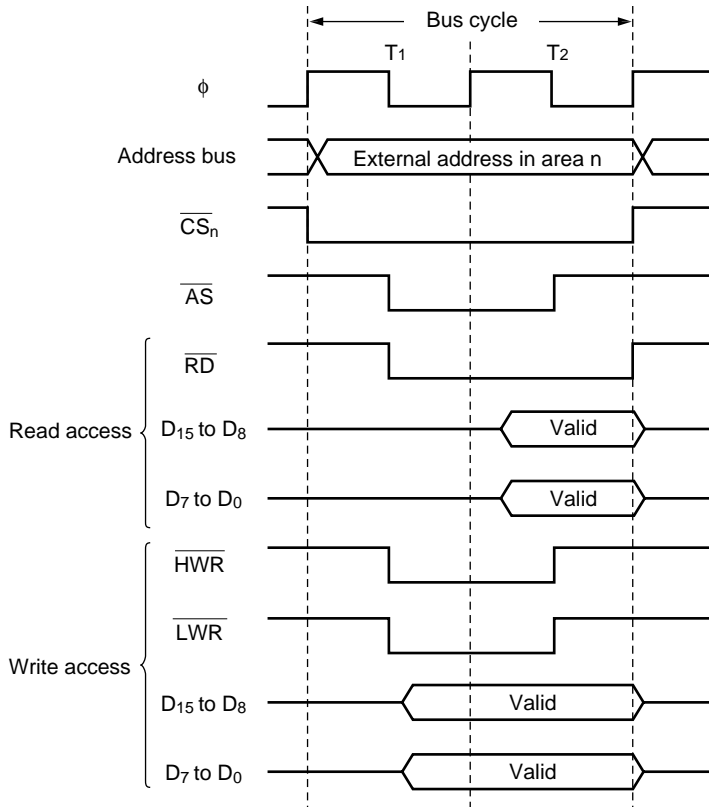 Bus cycle
T1 T2
ϕ
Address bus External address in area n
CSn
AS
RD
Read access
D15 to D8 Valid
D7 to D0 Valid
HWR
LWR
Write access
D15 to D8 Valid
D7 to D0 Valid